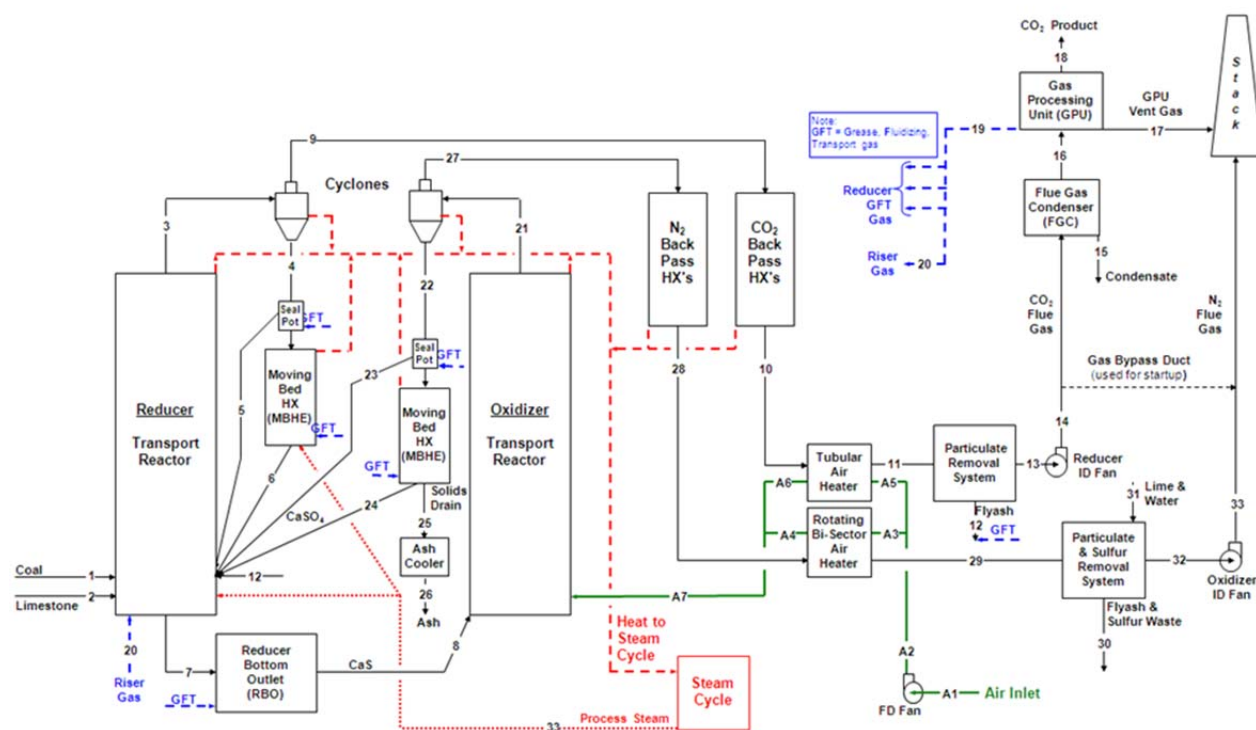 CO₂ Product
18
Stack
Gas
Processing
Unit (GPU)
GPU
Vent Gas
17
Note:
GFT = Grease, Fluidizing,
Transport gas
19
16
Reducer
GFT
Gas
Riser
Gas
20
Flue Gas
Condenser
(FGC)
15
Condensate
CO₂
Flue
Gas
N₂
Flue
Gas
Gas Bypass Duct
(used for startup)
9
27
Cyclones
3
21
4
22
N₂
Back
Pass
HX's
CO₂
Back
Pass
HX's
Seal
Pot
GFT
Seal
Pot
GFT
23
28
10
Reducer
Transport
Reactor
5
Moving
Bed
HX
(MBHE)
GFT
6
Moving
Bed
HX
(MBHE)
GFT
Oxidizer
Transport
Reactor
24
CaSO₄
Solids
Drain
25
Ash
Cooler
26
Ash
14
Tubular
Air
Heater
11
Particulate
Removal
System
13
Reducer
ID Fan
A6
A5
Flyash
12
GFT
A4
Rotating
Bi-Sector
Air
Heater
A3
29
Lime &
Water
31
Particulate
& Sulfur
Removal
System
32
33
Oxidizer
ID Fan
Flyash &
Sulfur Waste
30
Coal
1
Limestone
2
12
A7
20
Riser
Gas
7
GFT
Reducer
Bottom
Outlet
(RBO)
CaS
8
Heat to
Steam
Cycle
Steam
Cycle
33
Process Steam
A2
FD Fan
A1
Air Inlet